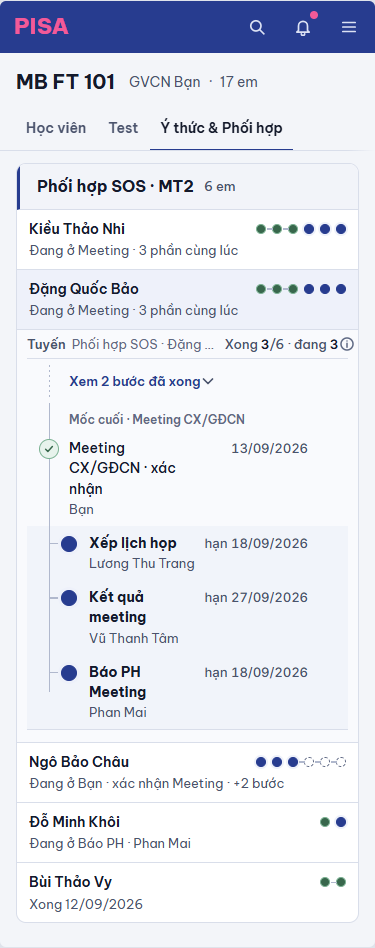 PISA
MB FT 101 GVCN Bạn · 17 em
Học viên Test Ý thức & Phối hợp
Phối hợp SOS · MT2 6 em
Kiều Thảo Nhi
Đang ở Meeting · 3 phần cùng lúc
Đặng Quốc Bảo
Đang ở Meeting · 3 phần cùng lúc
Tuyến Phối hợp SOS · Đặng ... Xong 3/6 · đang 3
Xem 2 bước đã xong
Mốc cuối · Meeting CX/GĐCN
Meeting 13/09/2026
CX/GĐCN · xác
nhận
Bạn
Xếp lịch họp hạn 18/09/2026
Lương Thu Trang
Kết quả hạn 27/09/2026
meeting
Vũ Thanh Tâm
Báo PH hạn 18/09/2026
Meeting
Phan Mai
Ngô Bảo Châu
Đang ở Bạn · xác nhận Meeting · +2 bước
Đỗ Minh Khôi
Đang ở Báo PH · Phan Mai
Bùi Thảo Vy
Xong 12/09/2026